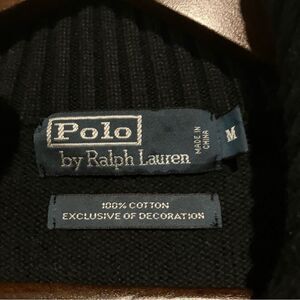 Polo
by Ralph Lauren
MADE IN
CHINA
M
100% COTTON
EXCLUSIVE OF DECORATION